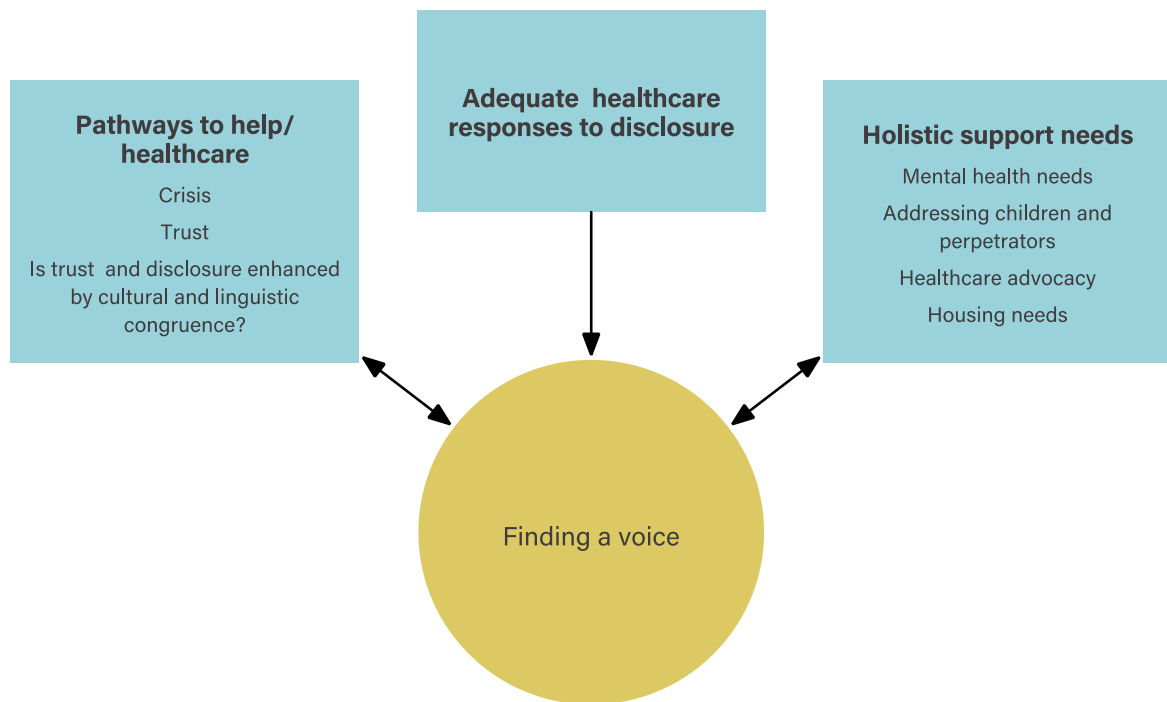 Pathways to help/
healthcare
Crisis
Trust
Is trust and disclosure enhanced
by cultural and linguistic
congruence?
Adequate healthcare
responses to disclosure
Holistic support needs
Mental health needs
Addressing children and
perpetrators
Healthcare advocacy
Housing needs
Finding a voice